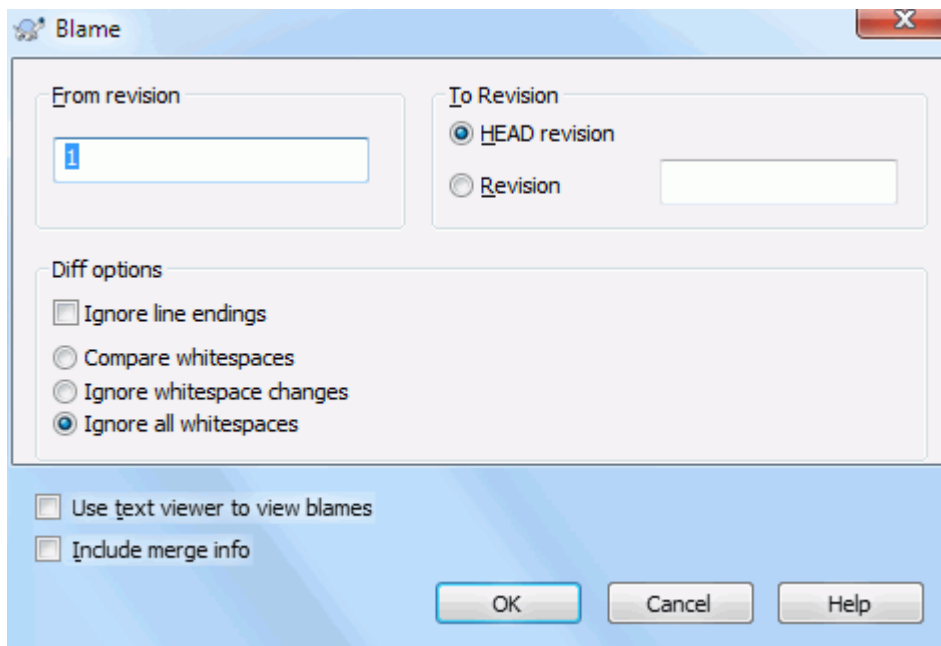 Blame
From revision
1
To Revision
HEAD revision
Revision
Diff options
Ignore line endings
Compare whitespaces
Ignore whitespace changes
Ignore all whitespaces
Use text viewer to view blames
Include merge info
OK Cancel Help